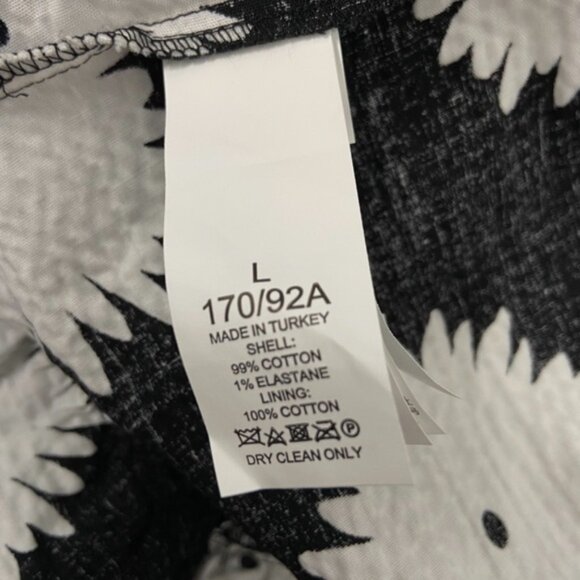 L
170/92A
MADE IN TURKEY
SHELL:
99% COTTON
1% ELASTANE
LINING:
100% COTTON
P
DRY CLEAN ONLY